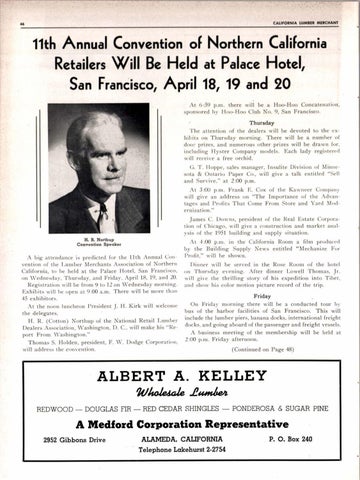 46
CALIFORNIA LUMBER MERCHANT
11th Annual Convention of Northern California
Retailers Will Be Held at Palace Hotel,
San Francisco, April 18, 19 and 20
H. R. Northup
Convention Speaker
A big attendance is predicted for the 11th Annual Con-
vention of the Lumber Merchants Association of Northern
California, to be held at the Palace Hotel, San Francisco,
on Wednesday, Thursday, and Friday, April 18, 19 and 20.
Registration will be from 9 to 12 on Wednesday morning.
Exhibits will be open at 9:00 a.m. There will be more than
45 exhibitors.
At the noon luncheon President J. H. Kirk will welcome
the delegates.
H. R. (Cotton) Northup of the National Retail Lumber
Dealers Association, Washington, D. C., will make his "Re-
port From Washington."
Thomas S. Holden, president, F. W. Dodge Corporation,
will address the convention.
At 6:39 p.m. there will be a Hoo-Hoo Concatenation,
sponsored by Hoo-Hoo Club No. 9, San Francisco.
Thursday
The attention of the dealers will be devoted to the ex-
hibits on Thursday morning. There will be a number of
door prizes, and numerous other prizes will be drawn for,
including Hyster Company models. Each lady registered
will receive a free orchid.
G. T. Hoppe, sales manager, Insulite Division of Minne-
sota & Ontario Paper Co., will give a talk entitled "Sell
and Survive," at 2:00 p.m.
At 3:00 p.m. Frank E. Cox of the Kawneer Company
will give an address on "The Importance of the Advan-
tages and Profits That Come From Store and Yard Mod-
ernization."
James C. Downs, president of the Real Estate Corpora-
tion of Chicago, will give a construction and market anal-
ysis of the 1951 building and supply situation.
At 4:00 p.m. in the California Room a film produced
by the Building Supply News entitled "Mechanize For
Profit," will be shown.
Dinner will be served in the Rose Room of the hotel
on Thursday evening. After dinner Lowell Thomas, Jr.
will give the thrilling story of his expedition into Tibet,
and show his color motion picture record of the trip.
Friday
On Friday morning there will be a conducted tour by
bus of the harbor facilities of San Francisco. This will
include the lumber piers, banana docks, international freight
docks, and going aboard of the passenger and freight vessels.
A business meeting of the membership will be held at
2:00 p.m. Friday afternoon.
(Continued on Page 48)
ALBERT A. KELLEY
Wholesale Lumber
REDWOOD — DOUGLAS FIR — RED CEDAR SHINGLES — PONDEROSA & SUGAR PINE
A Medford Corporation Representative
2952 Gibbons Drive ALAMEDA, CALIFORNIA P. O. Box 240
Telephone Lakehurst 2-2754